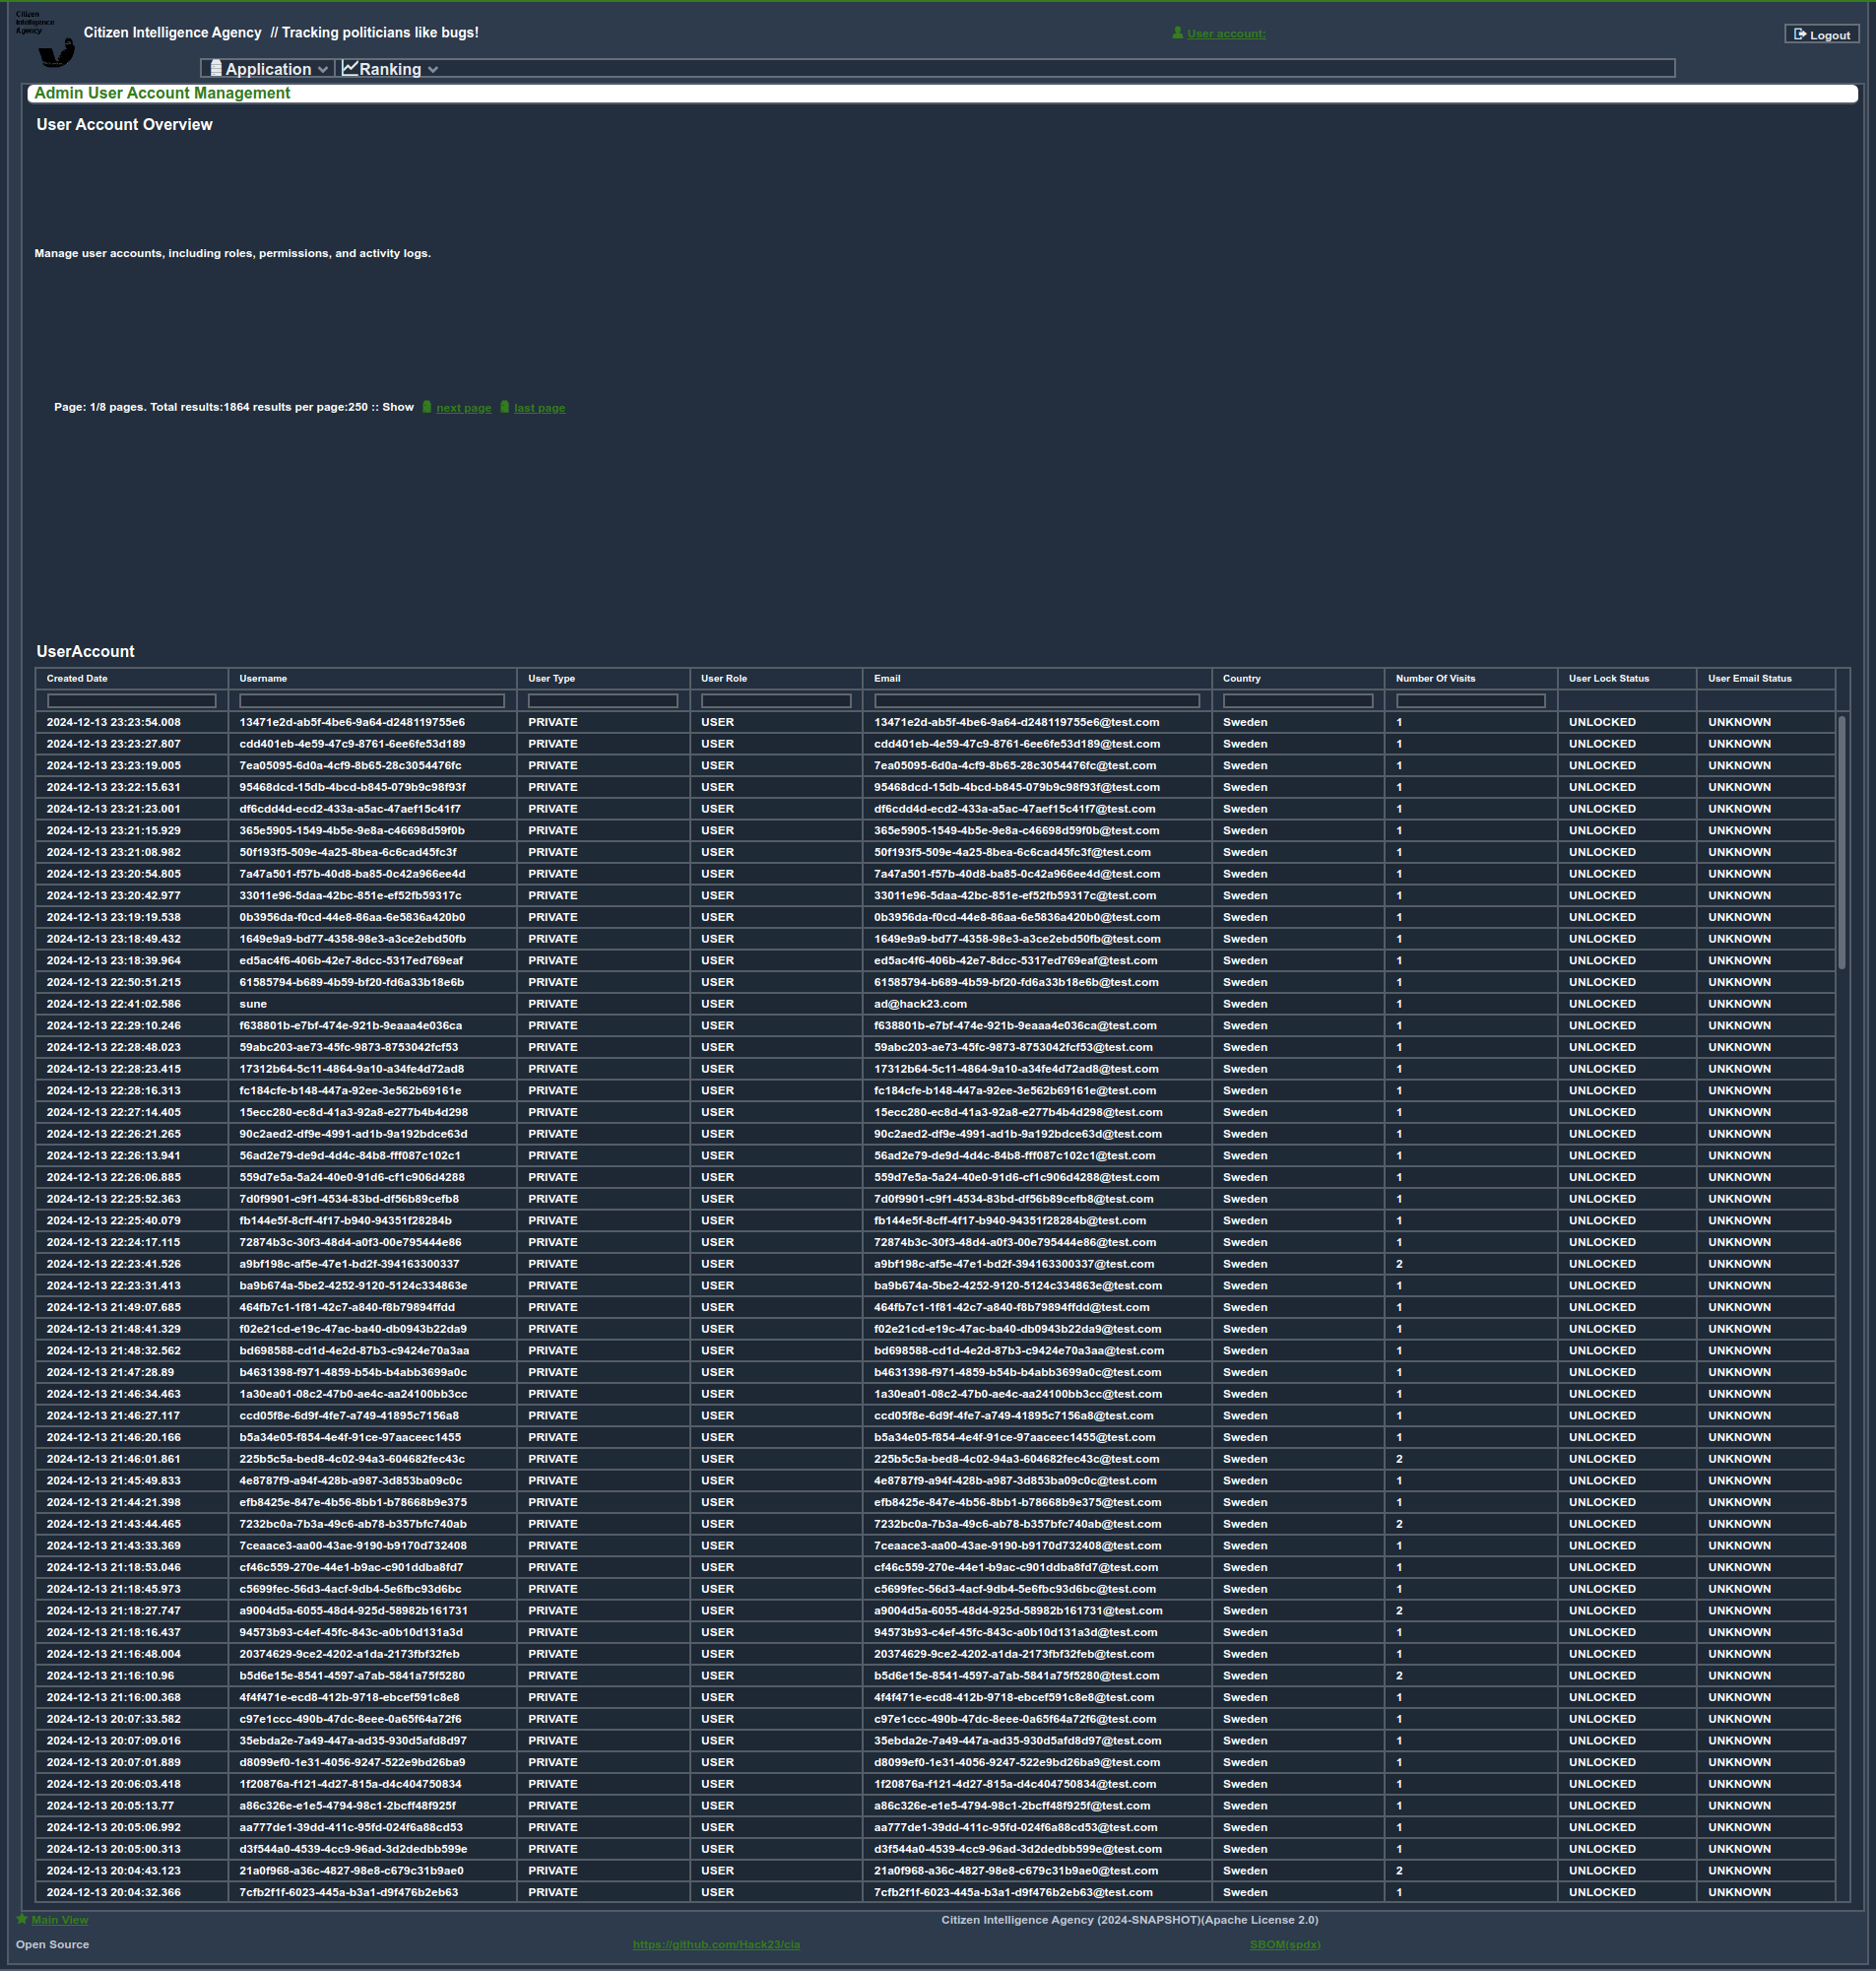 Citizen
Intelligence
Agency
Citizen Intelligence Agency // Tracking politicians like bugs!
User account:
Logout
Application Ranking
Admin User Account Management
User Account Overview
Manage user accounts, including roles, permissions, and activity logs.
Page: 1/8 pages. Total results:1864 results per page:250 :: Show next page last page
UserAccount
Created Date Username User Type User Role Email Country Number Of Visits User Lock Status User Email Status
2024-12-13 23:23:54.008 13471e2d-ab5f-4be6-9a64-d248119755e6 PRIVATE USER 13471e2d-ab5f-4be6-9a64-d248119755e6@test.com Sweden 1 UNLOCKED UNKNOWN
2024-12-13 23:23:27.807 cdd401eb-4e59-47c9-8761-6ee6fe53d189 PRIVATE USER cdd401eb-4e59-47c9-8761-6ee6fe53d189@test.com Sweden 1 UNLOCKED UNKNOWN
2024-12-13 23:23:19.005 7ea05095-6d0a-4cf9-8b65-28c3054476fc PRIVATE USER 7ea05095-6d0a-4cf9-8b65-28c3054476fc@test.com Sweden 1 UNLOCKED UNKNOWN
2024-12-13 23:22:15.631 95468dcd-15db-4bcd-b845-079b9c98f93f PRIVATE USER 95468dcd-15db-4bcd-b845-079b9c98f93f@test.com Sweden 1 UNLOCKED UNKNOWN
2024-12-13 23:21:23.001 df6cdd4d-ecd2-433a-a5ac-47aef15c41f7 PRIVATE USER df6cdd4d-ecd2-433a-a5ac-47aef15c41f7@test.com Sweden 1 UNLOCKED UNKNOWN
2024-12-13 23:21:15.929 365e5905-1549-4b5e-9e8a-c46698d59f0b PRIVATE USER 365e5905-1549-4b5e-9e8a-c46698d59f0b@test.com Sweden 1 UNLOCKED UNKNOWN
2024-12-13 23:21:08.982 50f193f5-509e-4a25-8bea-6c6cad45fc3f PRIVATE USER 50f193f5-509e-4a25-8bea-6c6cad45fc3f@test.com Sweden 1 UNLOCKED UNKNOWN
2024-12-13 23:20:54.805 7a47a501-f57b-40d8-ba85-0c42a966ee4d PRIVATE USER 7a47a501-f57b-40d8-ba85-0c42a966ee4d@test.com Sweden 1 UNLOCKED UNKNOWN
2024-12-13 23:20:42.977 33011e96-5daa-42bc-851e-ef52fb59317c PRIVATE USER 33011e96-5daa-42bc-851e-ef52fb59317c@test.com Sweden 1 UNLOCKED UNKNOWN
2024-12-13 23:19:19.538 0b3956da-f0cd-44e8-86aa-6e5836a420b0 PRIVATE USER 0b3956da-f0cd-44e8-86aa-6e5836a420b0@test.com Sweden 1 UNLOCKED UNKNOWN
2024-12-13 23:18:49.432 1649e9a9-bd77-4358-98e3-a3ce2ebd50fb PRIVATE USER 1649e9a9-bd77-4358-98e3-a3ce2ebd50fb@test.com Sweden 1 UNLOCKED UNKNOWN
2024-12-13 23:18:39.964 ed5ac4f6-406b-42e7-8dcc-5317ed769eaf PRIVATE USER ed5ac4f6-406b-42e7-8dcc-5317ed769eaf@test.com Sweden 1 UNLOCKED UNKNOWN
2024-12-13 22:50:51.215 61585794-b689-4b59-bf20-fd6a33b18e6b PRIVATE USER 61585794-b689-4b59-bf20-fd6a33b18e6b@test.com Sweden 1 UNLOCKED UNKNOWN
2024-12-13 22:41:02.586 sune PRIVATE USER ad@hack23.com Sweden 1 UNLOCKED UNKNOWN
2024-12-13 22:29:10.246 f638801b-e7bf-474e-921b-9eaaa4e036ca PRIVATE USER f638801b-e7bf-474e-921b-9eaaa4e036ca@test.com Sweden 1 UNLOCKED UNKNOWN
2024-12-13 22:28:48.023 59abc203-ae73-45fc-9873-8753042fcf53 PRIVATE USER 59abc203-ae73-45fc-9873-8753042fcf53@test.com Sweden 1 UNLOCKED UNKNOWN
2024-12-13 22:28:23.415 17312b64-5c11-4864-9a10-a34fe4d72ad8 PRIVATE USER 17312b64-5c11-4864-9a10-a34fe4d72ad8@test.com Sweden 1 UNLOCKED UNKNOWN
2024-12-13 22:28:16.313 fc184cfe-b148-447a-92ee-3e562b69161e PRIVATE USER fc184cfe-b148-447a-92ee-3e562b69161e@test.com Sweden 1 UNLOCKED UNKNOWN
2024-12-13 22:27:14.405 15ecc280-ec8d-41a3-92a8-e277b4b4d298 PRIVATE USER 15ecc280-ec8d-41a3-92a8-e277b4b4d298@test.com Sweden 1 UNLOCKED UNKNOWN
2024-12-13 22:26:21.265 90c2aed2-df9e-4991-ad1b-9a192bdce63d PRIVATE USER 90c2aed2-df9e-4991-ad1b-9a192bdce63d@test.com Sweden 1 UNLOCKED UNKNOWN
2024-12-13 22:26:13.941 56ad2e79-de9d-4d4c-84b8-fff087c102c1 PRIVATE USER 56ad2e79-de9d-4d4c-84b8-fff087c102c1@test.com Sweden 1 UNLOCKED UNKNOWN
2024-12-13 22:26:06.885 559d7e5a-5a24-40e0-91d6-cf1c906d4288 PRIVATE USER 559d7e5a-5a24-40e0-91d6-cf1c906d4288@test.com Sweden 1 UNLOCKED UNKNOWN
2024-12-13 22:25:52.363 7d0f9901-c9f1-4534-83bd-df56b89cefb8 PRIVATE USER 7d0f9901-c9f1-4534-83bd-df56b89cefb8@test.com Sweden 1 UNLOCKED UNKNOWN
2024-12-13 22:25:40.079 fb144e5f-8cff-4f17-b940-94351f28284b PRIVATE USER fb144e5f-8cff-4f17-b940-94351f28284b@test.com Sweden 1 UNLOCKED UNKNOWN
2024-12-13 22:24:17.115 72874b3c-30f3-48d4-a0f3-00e795444e86 PRIVATE USER 72874b3c-30f3-48d4-a0f3-00e795444e86@test.com Sweden 1 UNLOCKED UNKNOWN
2024-12-13 22:23:41.526 a9bf198c-af5e-47e1-bd2f-394163300337 PRIVATE USER a9bf198c-af5e-47e1-bd2f-394163300337@test.com Sweden 2 UNLOCKED UNKNOWN
2024-12-13 22:23:31.413 ba9b674a-5be2-4252-9120-5124c334863e PRIVATE USER ba9b674a-5be2-4252-9120-5124c334863e@test.com Sweden 1 UNLOCKED UNKNOWN
2024-12-13 21:49:07.685 464fb7c1-1f81-42c7-a840-f8b79894ffdd PRIVATE USER 464fb7c1-1f81-42c7-a840-f8b79894ffdd@test.com Sweden 1 UNLOCKED UNKNOWN
2024-12-13 21:48:41.329 f02e21cd-e19c-47ac-ba40-db0943b22da9 PRIVATE USER f02e21cd-e19c-47ac-ba40-db0943b22da9@test.com Sweden 1 UNLOCKED UNKNOWN
2024-12-13 21:48:32.562 bd698588-cd1d-4e2d-87b3-c9424e70a3aa PRIVATE USER bd698588-cd1d-4e2d-87b3-c9424e70a3aa@test.com Sweden 1 UNLOCKED UNKNOWN
2024-12-13 21:47:28.89 b4631398-f971-4859-b54b-b4abb3699a0c PRIVATE USER b4631398-f971-4859-b54b-b4abb3699a0c@test.com Sweden 1 UNLOCKED UNKNOWN
2024-12-13 21:46:34.463 1a30ea01-08c2-47b0-ae4c-aa24100bb3cc PRIVATE USER 1a30ea01-08c2-47b0-ae4c-aa24100bb3cc@test.com Sweden 1 UNLOCKED UNKNOWN
2024-12-13 21:46:27.117 ccd05f8e-6d9f-4fe7-a749-41895c7156a8 PRIVATE USER ccd05f8e-6d9f-4fe7-a749-41895c7156a8@test.com Sweden 1 UNLOCKED UNKNOWN
2024-12-13 21:46:20.166 b5a34e05-f854-4e4f-91ce-97aaceec1455 PRIVATE USER b5a34e05-f854-4e4f-91ce-97aaceec1455@test.com Sweden 1 UNLOCKED UNKNOWN
2024-12-13 21:46:01.861 225b5c5a-bed8-4c02-94a3-604682fec43c PRIVATE USER 225b5c5a-bed8-4c02-94a3-604682fec43c@test.com Sweden 2 UNLOCKED UNKNOWN
2024-12-13 21:45:49.833 4e8787f9-a94f-428b-a987-3d853ba09c0c PRIVATE USER 4e8787f9-a94f-428b-a987-3d853ba09c0c@test.com Sweden 1 UNLOCKED UNKNOWN
2024-12-13 21:44:21.398 efb8425e-847e-4b56-8bb1-b78668b9e375 PRIVATE USER efb8425e-847e-4b56-8bb1-b78668b9e375@test.com Sweden 1 UNLOCKED UNKNOWN
2024-12-13 21:43:44.465 7232bc0a-7b3a-49c6-ab78-b357bfc740ab PRIVATE USER 7232bc0a-7b3a-49c6-ab78-b357bfc740ab@test.com Sweden 2 UNLOCKED UNKNOWN
2024-12-13 21:43:33.369 7ceaace3-aa00-43ae-9190-b9170d732408 PRIVATE USER 7ceaace3-aa00-43ae-9190-b9170d732408@test.com Sweden 1 UNLOCKED UNKNOWN
2024-12-13 21:18:53.046 cf46c559-270e-44e1-b9ac-c901ddba8fd7 PRIVATE USER cf46c559-270e-44e1-b9ac-c901ddba8fd7@test.com Sweden 1 UNLOCKED UNKNOWN
2024-12-13 21:18:45.973 c5699fec-56d3-4acf-9db4-5e6fbc93d6bc PRIVATE USER c5699fec-56d3-4acf-9db4-5e6fbc93d6bc@test.com Sweden 1 UNLOCKED UNKNOWN
2024-12-13 21:18:27.747 a9004d5a-6055-48d4-925d-58982b161731 PRIVATE USER a9004d5a-6055-48d4-925d-58982b161731@test.com Sweden 2 UNLOCKED UNKNOWN
2024-12-13 21:18:16.437 94573b93-c4ef-45fc-843c-a0b10d131a3d PRIVATE USER 94573b93-c4ef-45fc-843c-a0b10d131a3d@test.com Sweden 1 UNLOCKED UNKNOWN
2024-12-13 21:16:48.004 20374629-9ce2-4202-a1da-2173fbf32feb PRIVATE USER 20374629-9ce2-4202-a1da-2173fbf32feb@test.com Sweden 1 UNLOCKED UNKNOWN
2024-12-13 21:16:10.96 b5d6e15e-8541-4597-a7ab-5841a75f5280 PRIVATE USER b5d6e15e-8541-4597-a7ab-5841a75f5280@test.com Sweden 2 UNLOCKED UNKNOWN
2024-12-13 21:16:00.368 4f4f471e-ecd8-412b-9718-ebcef591c8e8 PRIVATE USER 4f4f471e-ecd8-412b-9718-ebcef591c8e8@test.com Sweden 1 UNLOCKED UNKNOWN
2024-12-13 20:07:33.582 c97e1ccc-490b-47dc-8eee-0a65f64a72f6 PRIVATE USER c97e1ccc-490b-47dc-8eee-0a65f64a72f6@test.com Sweden 1 UNLOCKED UNKNOWN
2024-12-13 20:07:09.016 35ebda2e-7a49-447a-ad35-930d5afd8d97 PRIVATE USER 35ebda2e-7a49-447a-ad35-930d5afd8d97@test.com Sweden 1 UNLOCKED UNKNOWN
2024-12-13 20:07:01.889 d8099ef0-1e31-4056-9247-522e9bd26ba9 PRIVATE USER d8099ef0-1e31-4056-9247-522e9bd26ba9@test.com Sweden 1 UNLOCKED UNKNOWN
2024-12-13 20:06:03.418 1f20876a-f121-4d27-815a-d4c404750834 PRIVATE USER 1f20876a-f121-4d27-815a-d4c404750834@test.com Sweden 1 UNLOCKED UNKNOWN
2024-12-13 20:05:13.77 a86c326e-e1e5-4794-98c1-2bcff48f925f PRIVATE USER a86c326e-e1e5-4794-98c1-2bcff48f925f@test.com Sweden 1 UNLOCKED UNKNOWN
2024-12-13 20:05:06.992 aa777de1-39dd-411c-95fd-024f6a88cd53 PRIVATE USER aa777de1-39dd-411c-95fd-024f6a88cd53@test.com Sweden 1 UNLOCKED UNKNOWN
2024-12-13 20:05:00.313 d3f544a0-4539-4cc9-96ad-3d2dedbb599e PRIVATE USER d3f544a0-4539-4cc9-96ad-3d2dedbb599e@test.com Sweden 1 UNLOCKED UNKNOWN
2024-12-13 20:04:43.123 21a0f968-a36c-4827-98e8-c679c31b9ae0 PRIVATE USER 21a0f968-a36c-4827-98e8-c679c31b9ae0@test.com Sweden 2 UNLOCKED UNKNOWN
2024-12-13 20:04:32.366 7cfb2f1f-6023-445a-b3a1-d9f476b2eb63 PRIVATE USER 7cfb2f1f-6023-445a-b3a1-d9f476b2eb63@test.com Sweden 1 UNLOCKED UNKNOWN
Main View Citizen Intelligence Agency (2024-SNAPSHOT)(Apache License 2.0)
Open Source https://github.com/Hack23/cia SBOM(spdx)